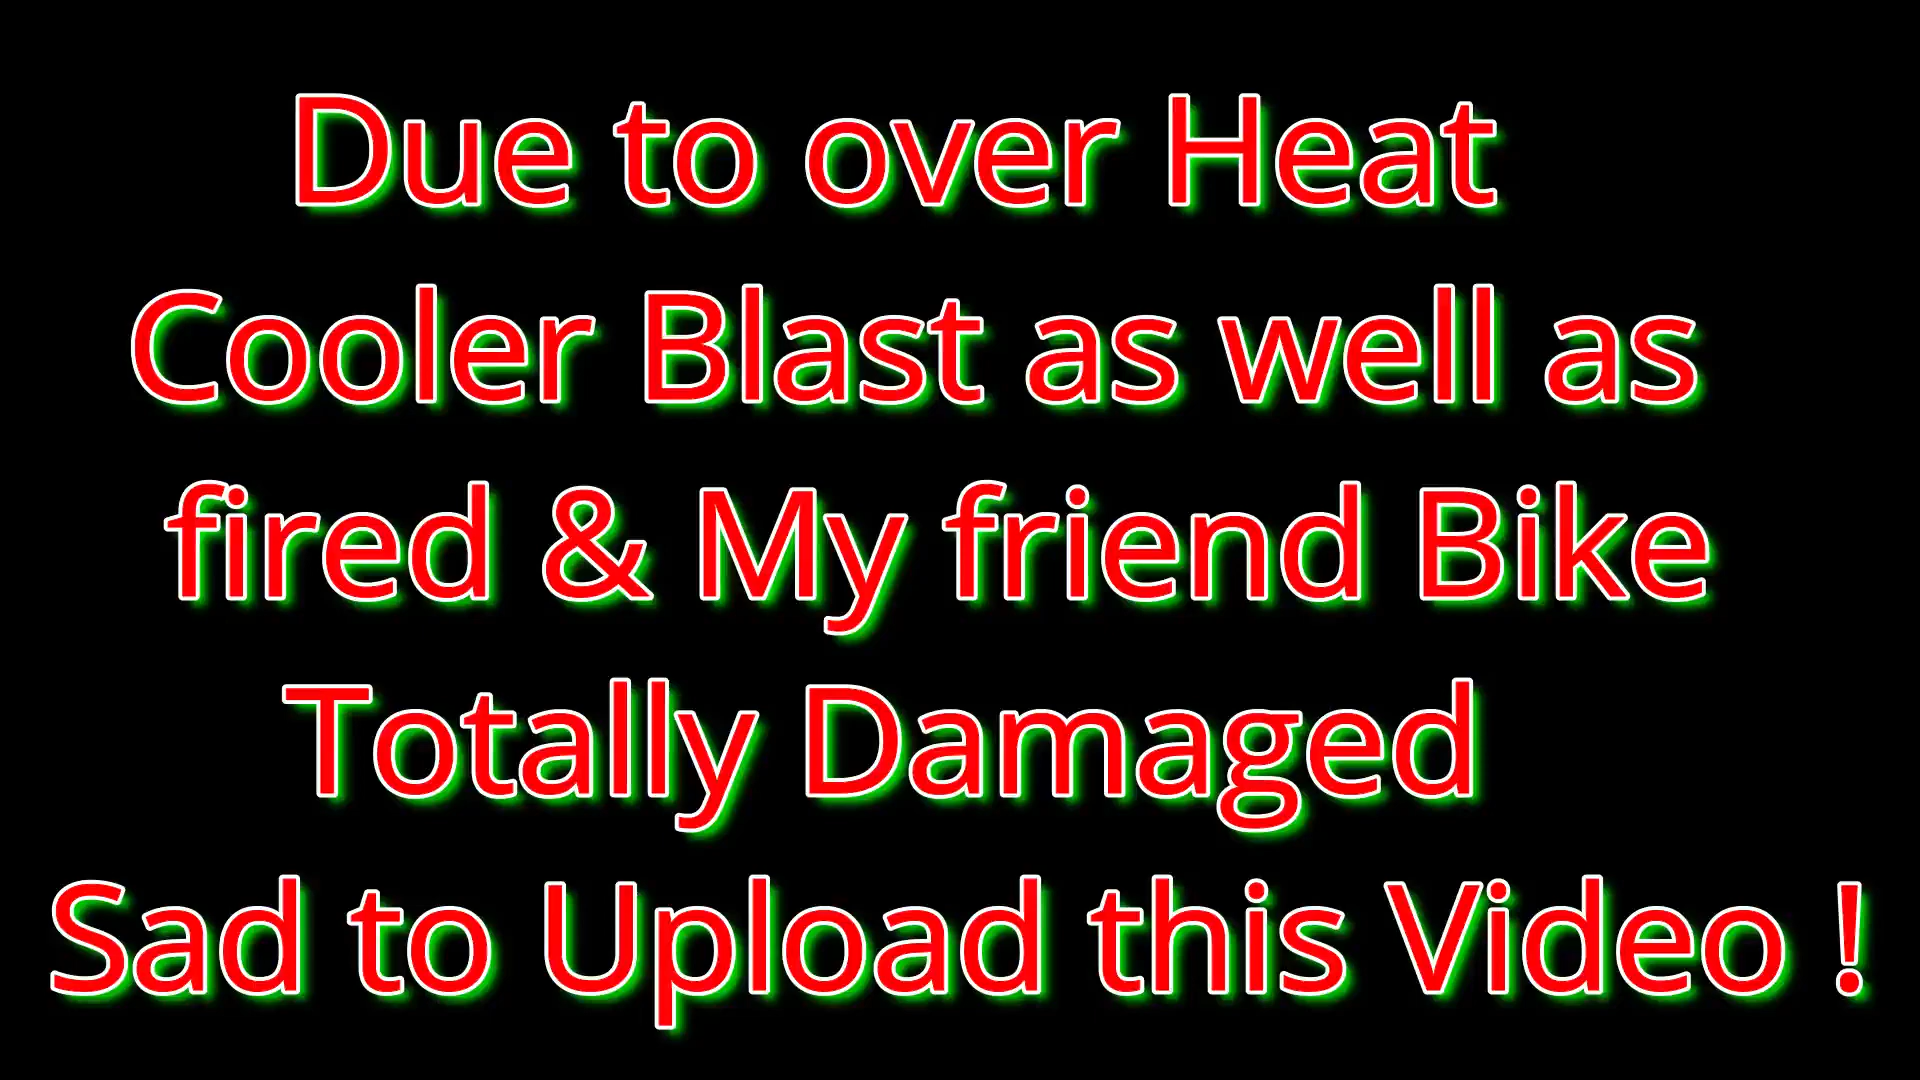 Due to over Heat
Cooler Blast as well as
fired & My friend Bike
Totally Damaged
Sad to Upload this Video !